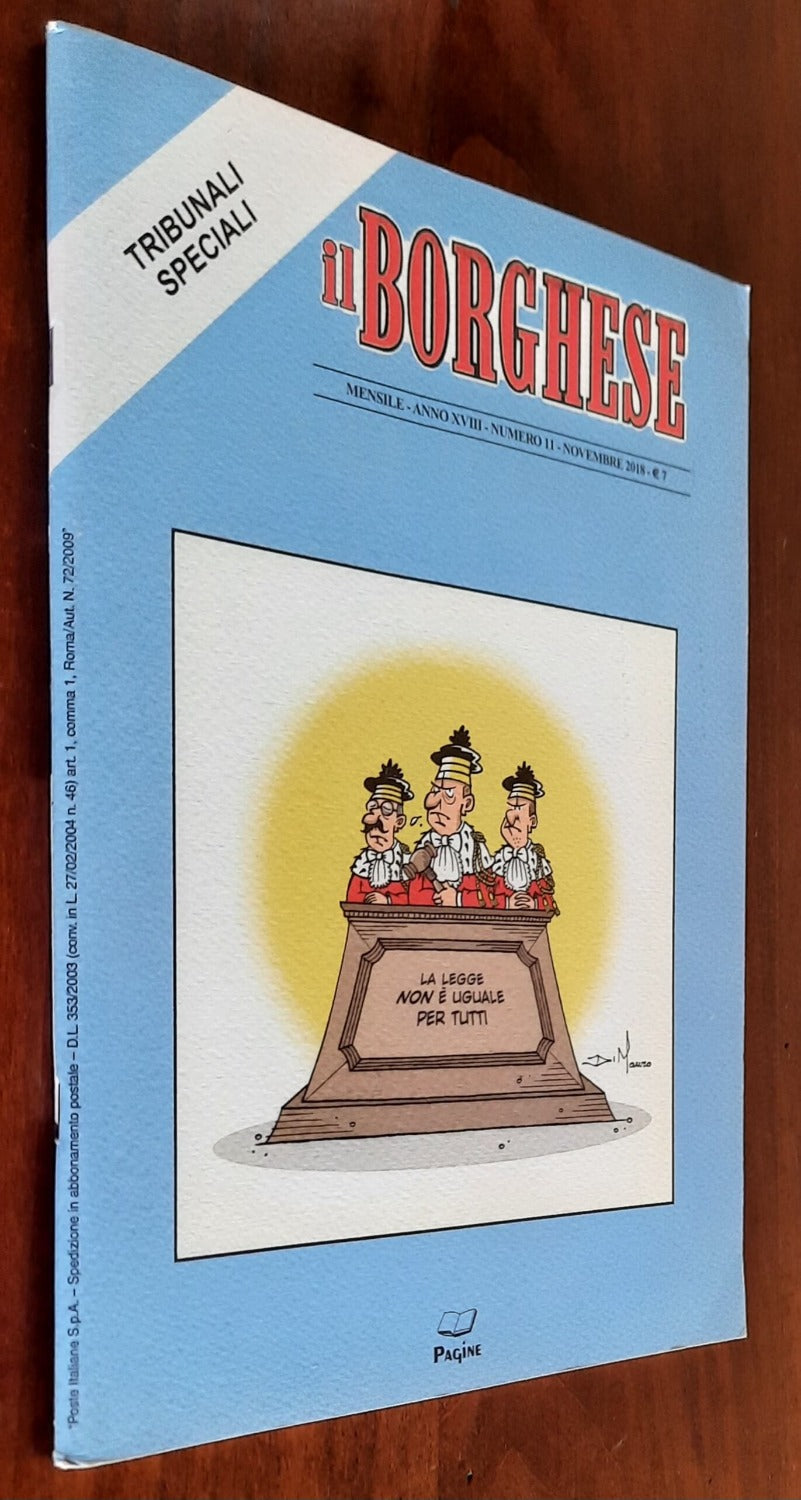 TRIBUNALI
SPECIALI
il BORGHESE
MENSILE - ANNO XVIII - NUMERO 11 - NOVEMBRE 2018 - € 7
"Poste Italiane S.p.A. – Spedizione in abbonamento postale – D.L. 353/2003 (conv. in L. 27/02/2004 n. 46) art. 1, comma 1, Roma/Aut. N. 72/2009"
LA LEGGE
NON È UGUALE
PER TUTTI
Di Mauro
PAGINE